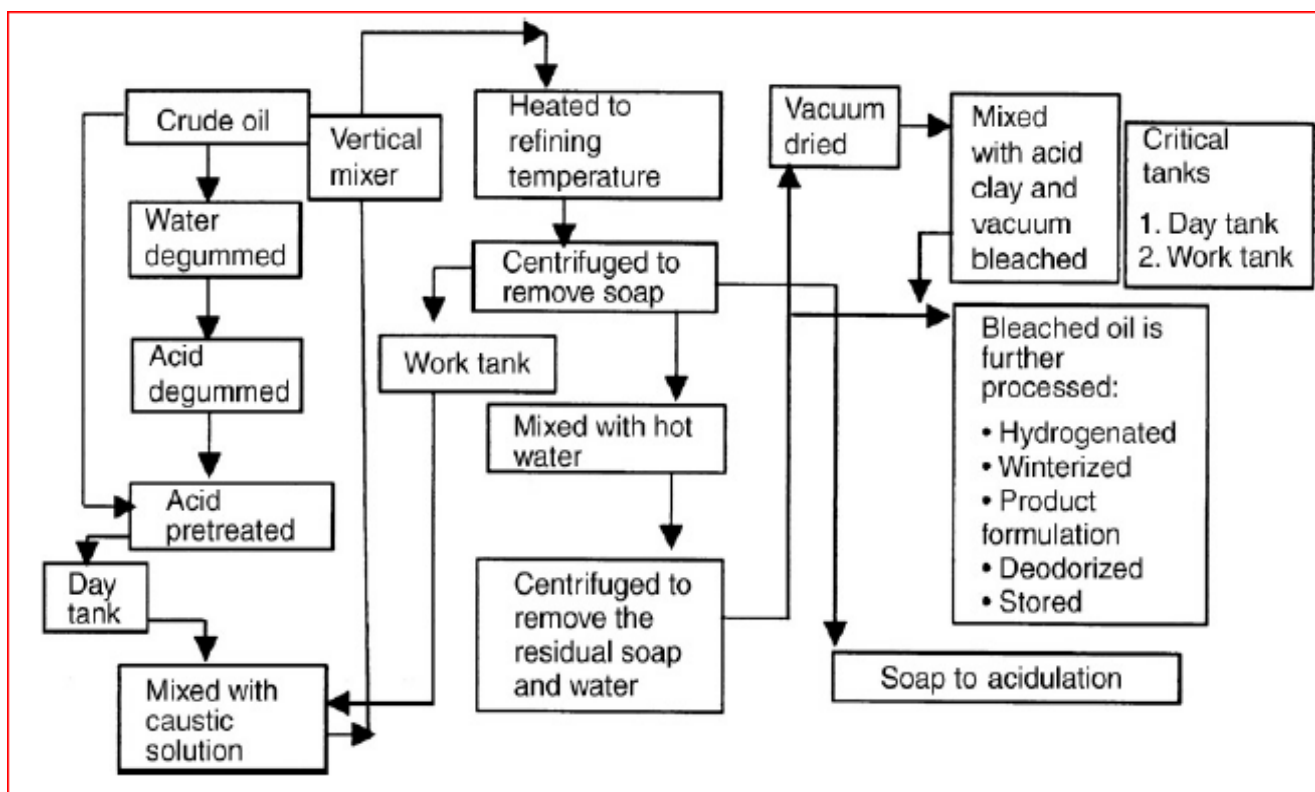 Crude oil
Vertical
mixer
Water
degummed
Acid
degummed
Acid
pretreated
Day
tank
Mixed with
caustic
solution
Heated to
refining
temperature
Centrifuged to
remove soap
Work tank
Mixed with hot
water
Centrifuged to
remove the
residual soap
and water
Vacuum
dried
Mixed
with acid
clay and
vacuum
bleached
Critical
tanks
1. Day tank
2. Work tank
Bleached oil is
further
processed:
• Hydrogenated
• Winterized
• Product
formulation
• Deodorized
• Stored
Soap to acidulation